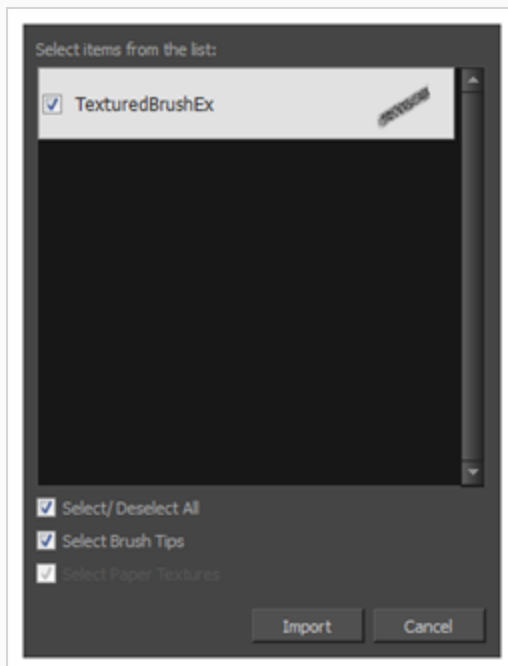 Select items from the list:
TexturedBrushEx
Select/ Deselect All
Select Brush Tips
Select Paper Textures
Import
Cancel